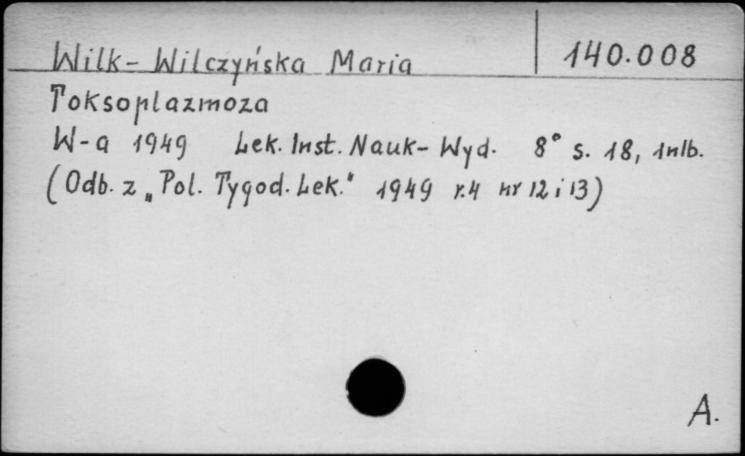 Wilk-Wilczyńska Maria 140.008
Toksoplazmoza
W-a 1949 Lek. Inst. Nauk-Wyd. 8° s. 18, 1nlb.
(Odb. z „Pol. Tygod. Lek." 1949 r.4 nr 12 i 13)
A.